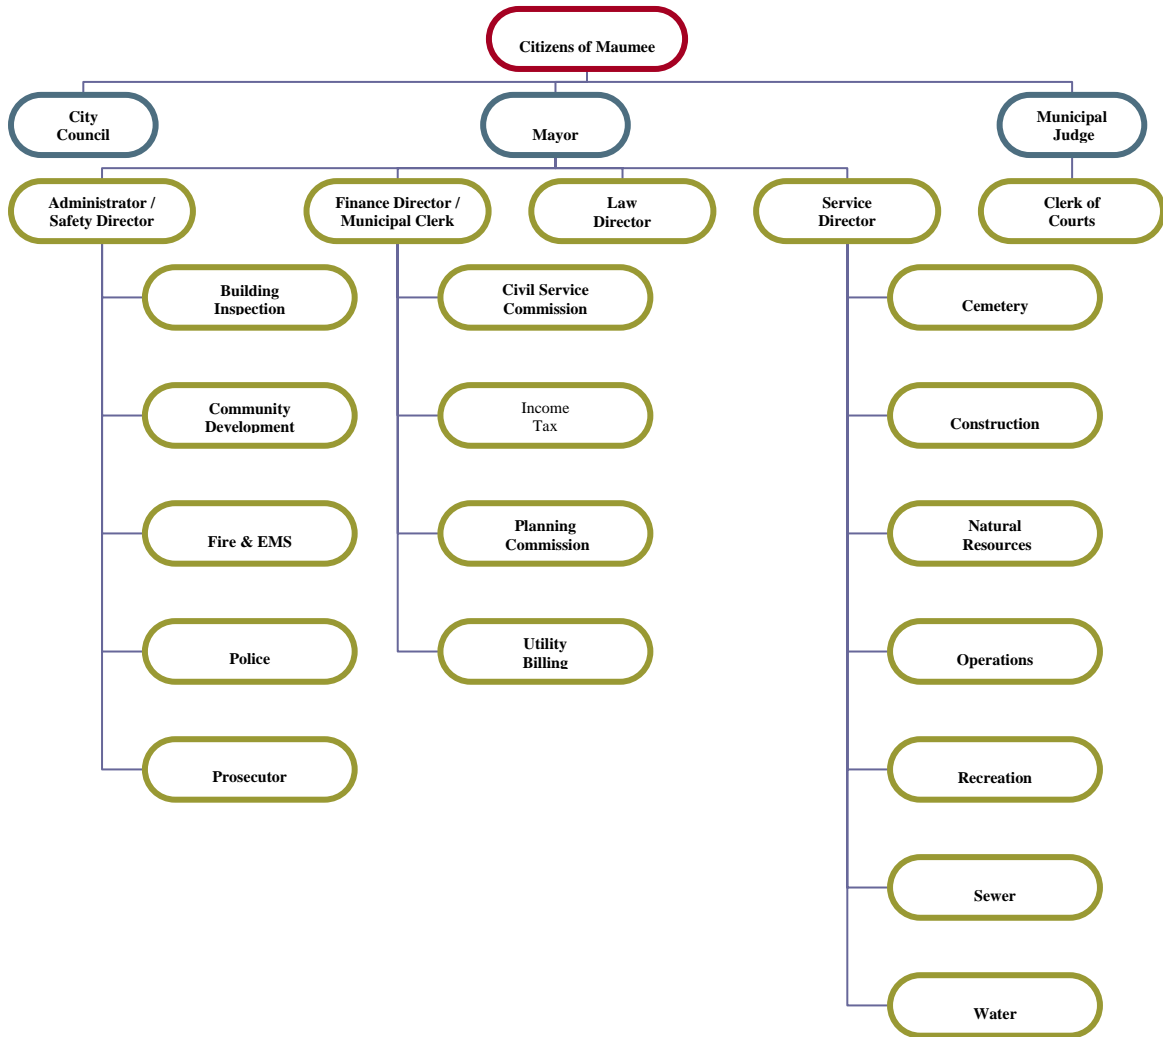 Citizens of Maumee
City
Council
Mayor
Municipal
Judge
Administrator /
Safety Director
Finance Director /
Municipal Clerk
Law
Director
Service
Director
Clerk of
Courts
Building
Inspection
Civil Service
Commission
Cemetery
Community
Development
Income
Tax
Construction
Fire & EMS
Planning
Commission
Natural
Resources
Police
Utility
Billing
Operations
Prosecutor
Recreation
Sewer
Water